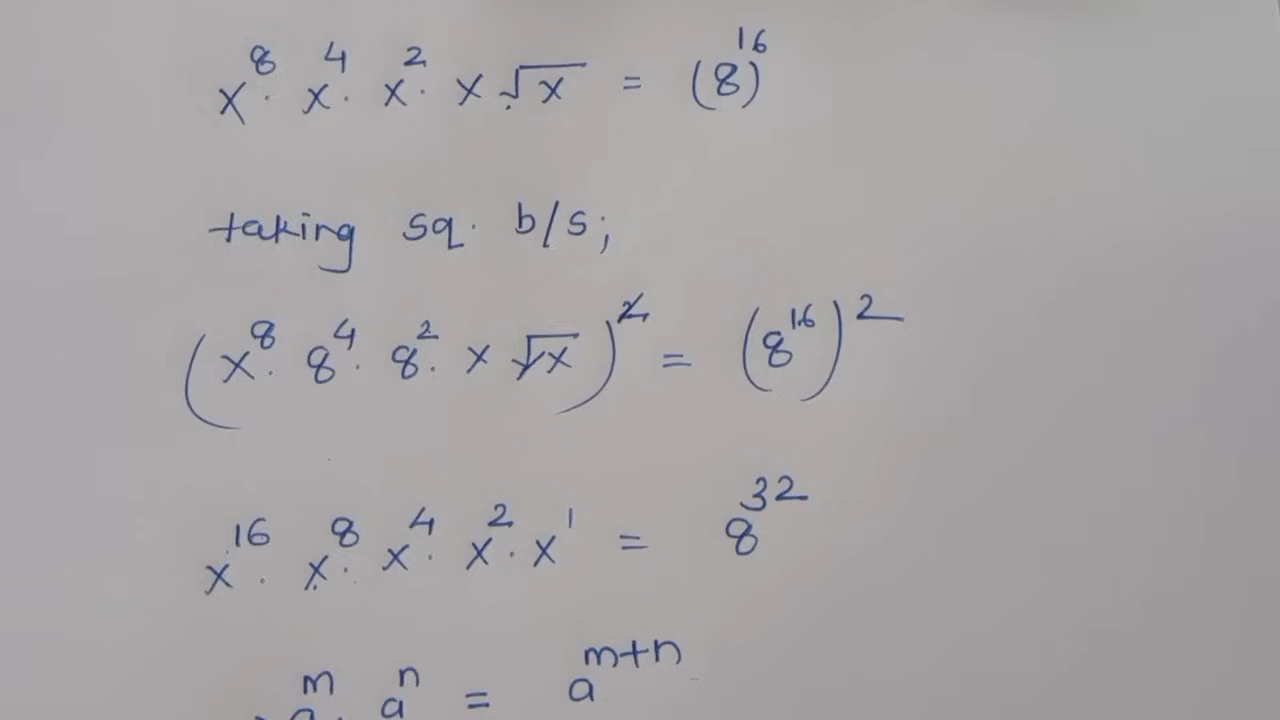 x⁸· x⁴· x²· x √x = (8)¹⁶
taking sq. b/s;
(x⁸· 8⁴· 8²· x √x)² = (8¹⁶)²
x¹⁶· x⁸· x⁴· x²· x¹ = 8³²
aᵐ· aⁿ = aᵐ⁺ⁿ